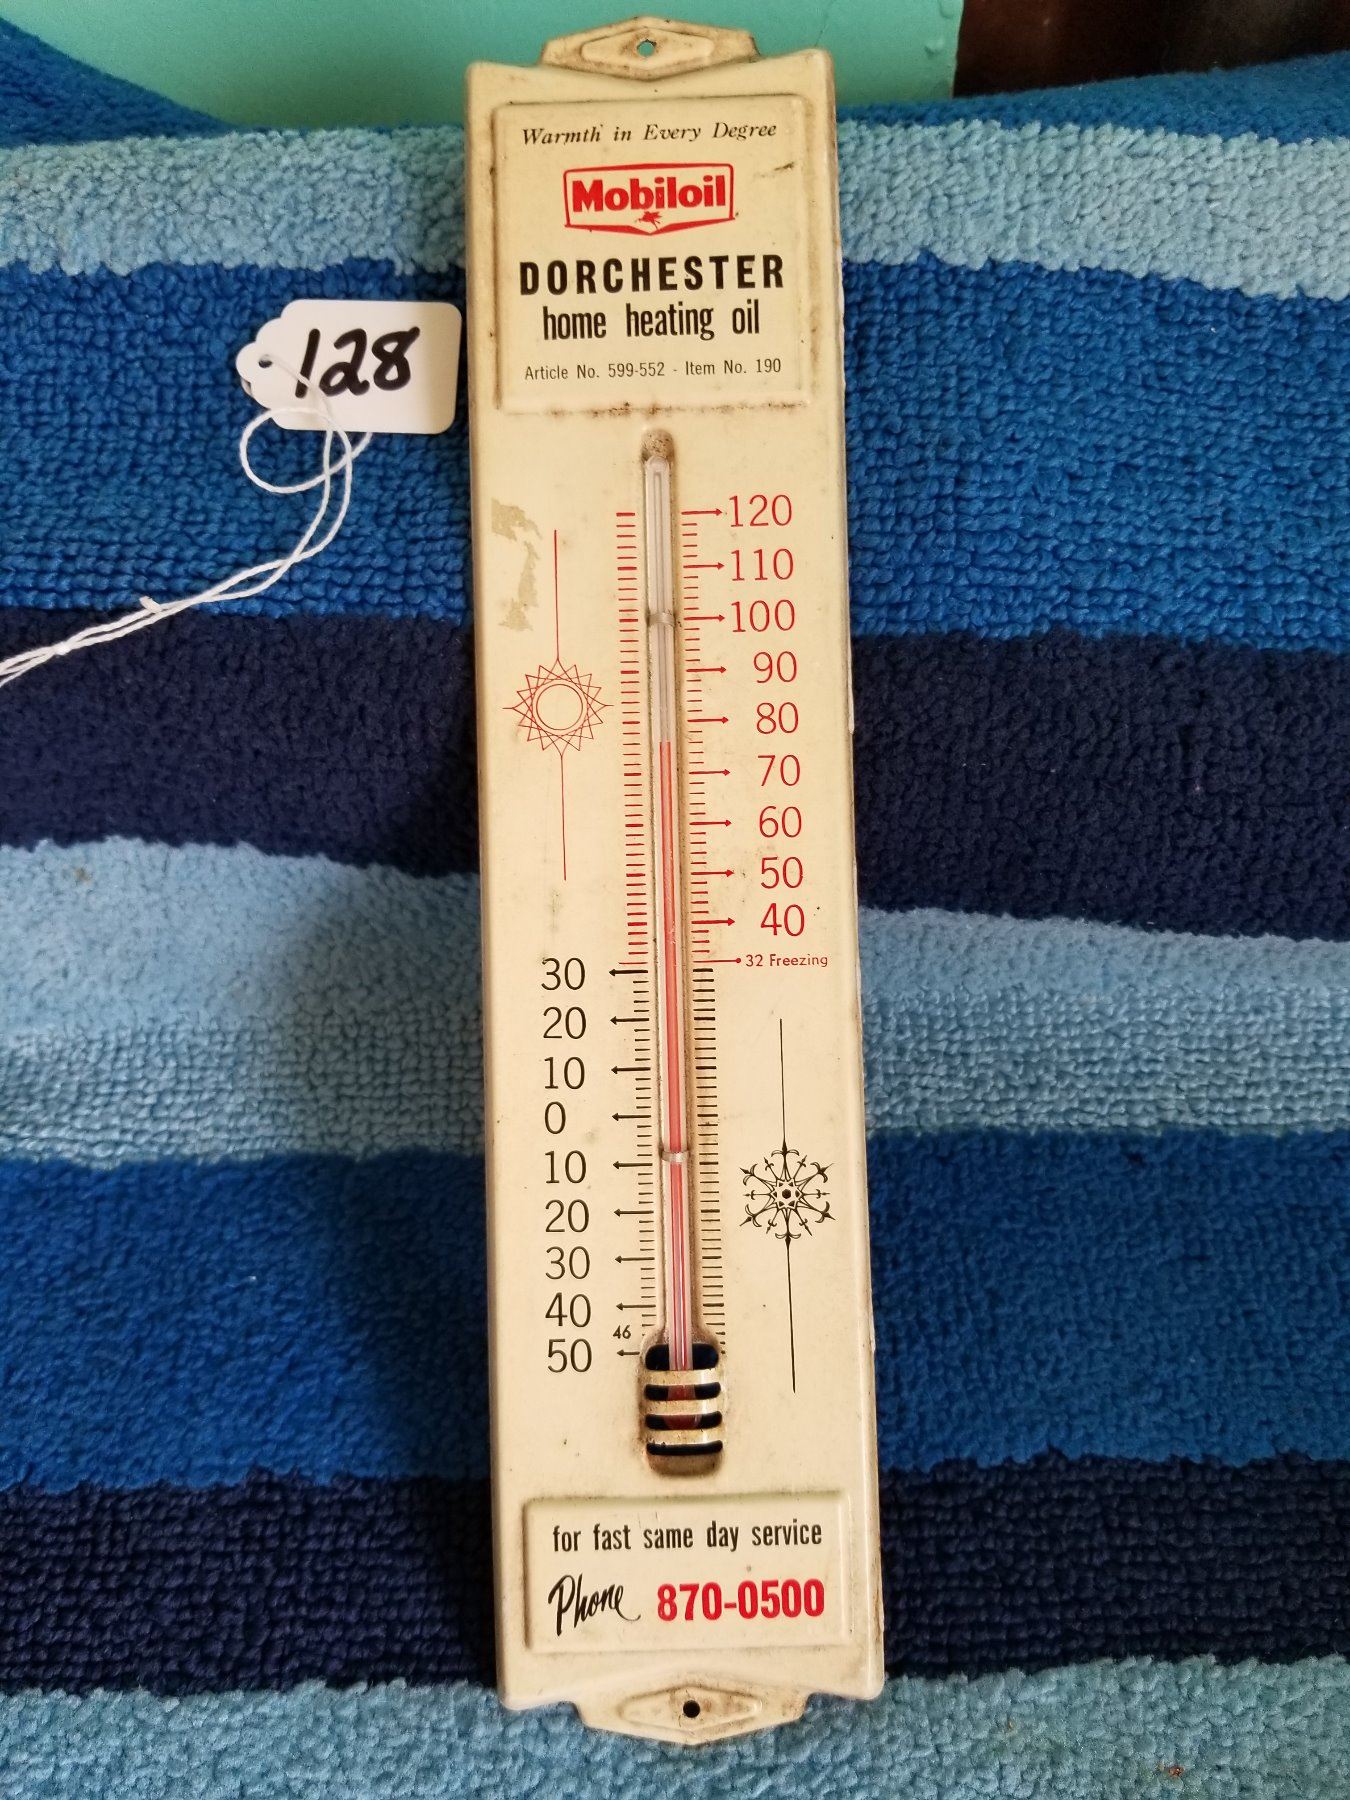 Warmth in Every Degree
Mobiloil
DORCHESTER
home heating oil
Article No. 599-552 - Item No. 190
128
120
110
100
90
80
70
60
50
40
32 Freezing
30
20
10
0
10
20
30
40
46
50
for fast same day service
Phone 870-0500